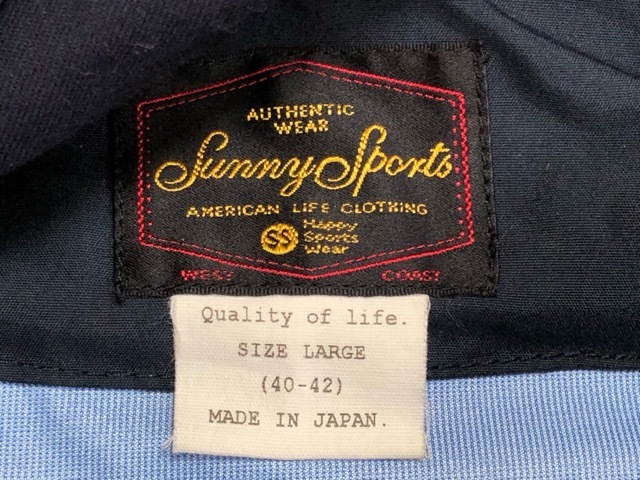 AUTHENTIC
WEAR
Sunny Sports
AMERICAN LIFE CLOTHING
SS Happy
Sports
Wear
WEST COAST
Quality of life.
SIZE LARGE
(40-42)
MADE IN JAPAN.